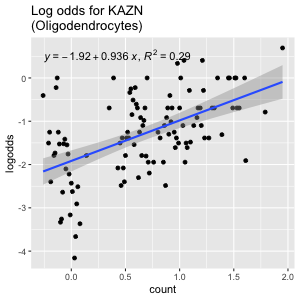 Log odds for KAZN
(Oligodendrocytes)
y = −1.92 + 0.936 x, R² = 0.29
0
-1
-2
-3
-4
logodds
0.0 0.5 1.0 1.5 2.0
count